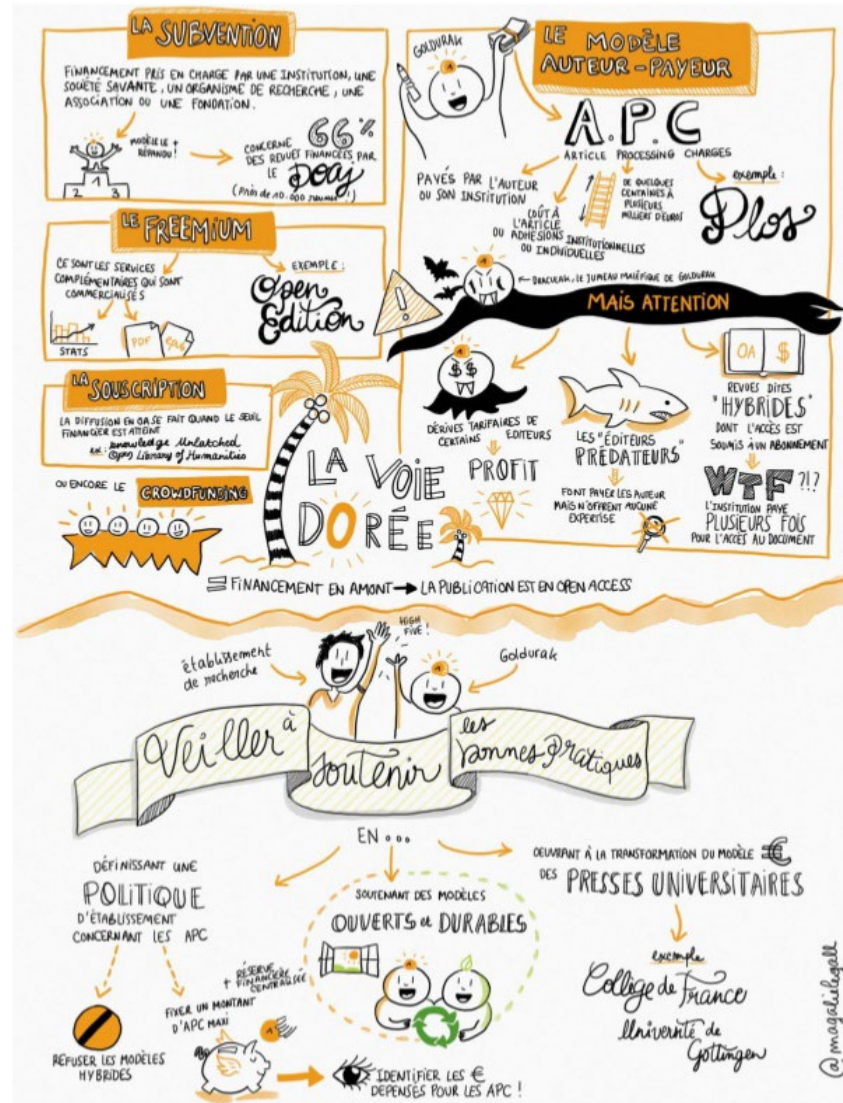 LA SUBVENTION
FINANCEMENT PRIS EN CHARGE PAR UNE INSTITUTION, UNE
SOCIÉTÉ SAVANTE, UN ORGANISME DE RECHERCHE, UNE
ASSOCIATION OU UNE FONDATION.
MODÈLE LE +
RÉPANDU !
2 1 3
CONCERNE 66%
DES REVUES FINANCÉES PAR
LE DOAJ
(Près de 10.000 revues !)
LE FREEMIUM
CE SONT LES SERVICES
COMPLÉMENTAIRES QUI SONT
COMMERCIALISÉS
STATS
PDF
epub
EXEMPLE :
Open
Edition
LA SOUSCRIPTION
LA DIFFUSION EN OA SE FAIT QUAND LE SEUIL
FINANCIER EST ATTEINT
ex: Knowledge Unlatched
Open Library of Humanities
OU ENCORE LE CROWDFUNDING
GOLDURAK
LE MODÈLE
AUTEUR-PAYEUR
A.P.C
ARTICLE PROCESSING CHARGES
PAYÉS PAR L'AUTEUR
OU SON INSTITUTION
COÛT À
L'ARTICLE
OU ADHÉSIONS INSTITUTIONNELLES
OU INDIVIDUELLES
DE QUELQUES
CENTAINES À
PLUSIEURS
MILLIERS D'EUROS
exemple :
Plos
DRACULAK, LE JUMEAU MALÉFIQUE DE GOLDURAK
!
MAIS ATTENTION
$ $
DÉRIVES TARIFAIRES DE
CERTAINS ÉDITEURS
PROFIT
LES "ÉDITEURS
PRÉDATEURS"
FONT PAYER LES AUTEUR
MAIS N'OFFRENT AUCUNE
EXPERTISE
OA $
REVUES DITES
"HYBRIDES"
DONT L'ACCÈS EST
SOUMIS À UN ABONNEMENT
WTF ?!?
L'INSTITUTION PAYE
PLUSIEURS FOIS
POUR L'ACCÈS AU DOCUMENT
LA VOIE
DORÉE
= FINANCEMENT EN AMONT → LA PUBLICATION EST EN OPEN ACCESS
établissement
de recherche
HIGH
FIVE !
Goldurak
Veiller à soutenir les bonnes pratiques
EN ...
DÉFINISSANT UNE
POLITIQUE
D'ÉTABLISSEMENT
CONCERNANT LES APC
REFUSER LES MODÈLES
HYBRIDES
FIXER UN MONTANT
D'APC MAXI
+ RÉSERVE
FINANCIÈRE
CENTRALISÉE
IDENTIFIER LES €
DÉPENSÉS POUR LES APC !
SOUTENANT DES MODÈLES
OUVERTS et DURABLES
OEUVRANT À LA TRANSFORMATION DU MODÈLE €
DES PRESSES UNIVERSITAIRES
exemple
Collège de France
Université de
Göttingen
@magalielegall